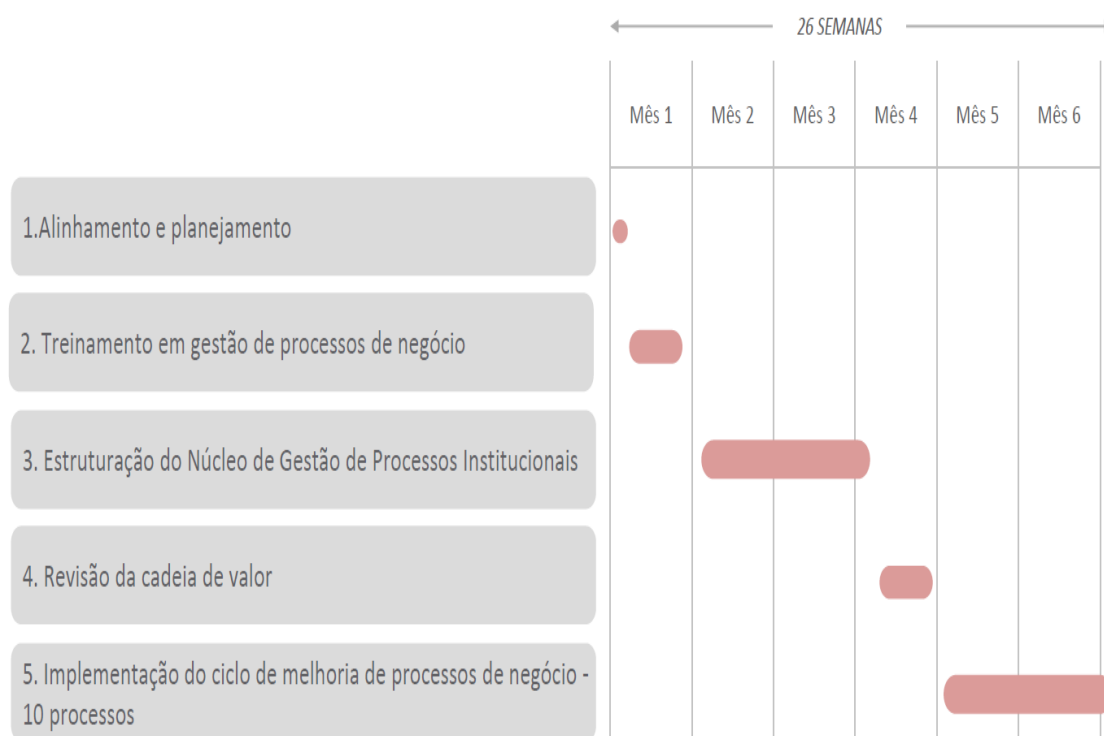 26 SEMANAS
Mês 1 Mês 2 Mês 3 Mês 4 Mês 5 Mês 6
1.Alinhamento e planejamento
2. Treinamento em gestão de processos de negócio
3. Estruturação do Núcleo de Gestão de Processos Institucionais
4. Revisão da cadeia de valor
5. Implementação do ciclo de melhoria de processos de negócio -
10 processos